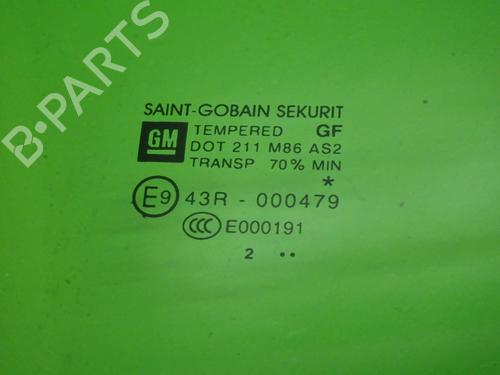 B-PARTS
SAINT-GOBAIN SEKURIT
GM TEMPERED GF
DOT 211 M86 AS2
TRANSP 70% MIN
*
E9 43R - 000479
CCC E000191
2 ..
B-PARTS